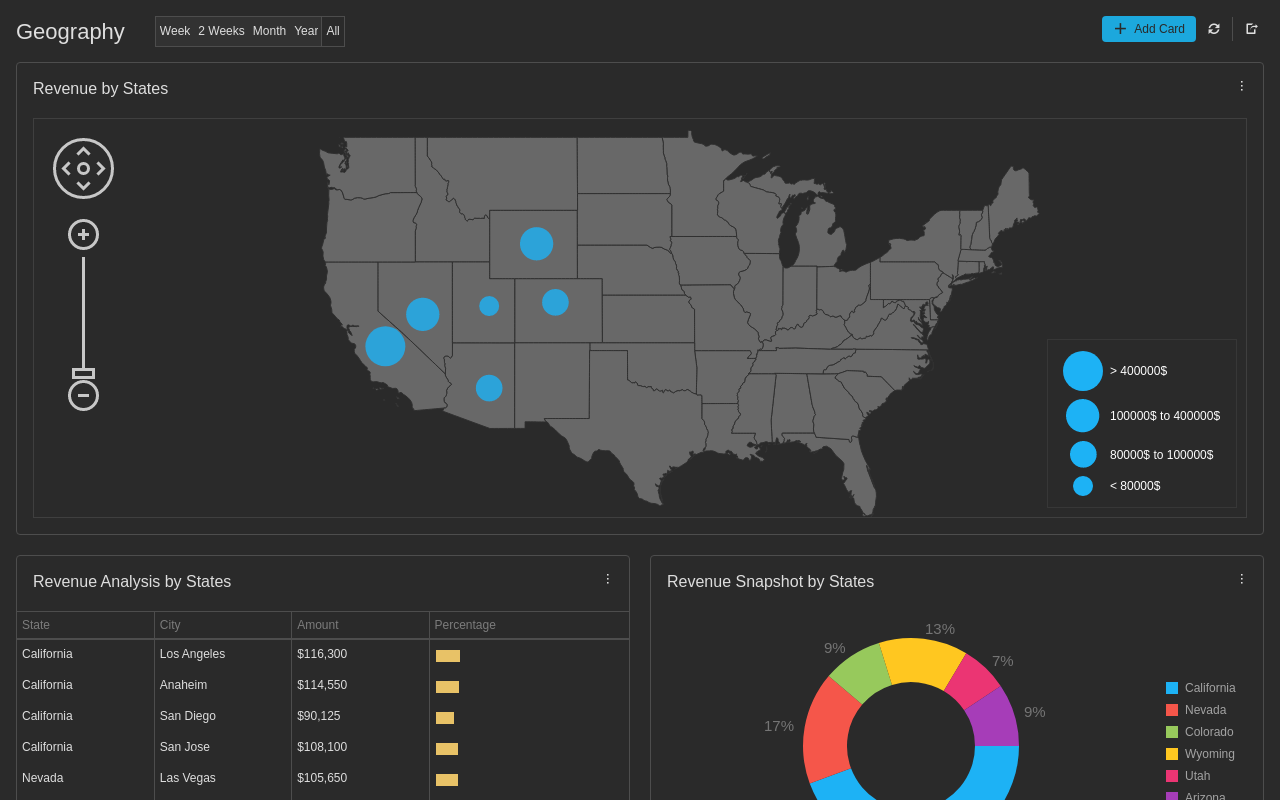 Geography
Week 2 Weeks Month Year All
Add Card
Revenue by States
> 400000$
100000$ to 400000$
80000$ to 100000$
< 80000$
Revenue Analysis by States
State City Amount Percentage
California Los Angeles $116,300
California Anaheim $114,550
California San Diego $90,125
California San Jose $108,100
Nevada Las Vegas $105,650
Revenue Snapshot by States
13%
9%
7%
9%
17%
California
Nevada
Colorado
Wyoming
Utah
Arizona